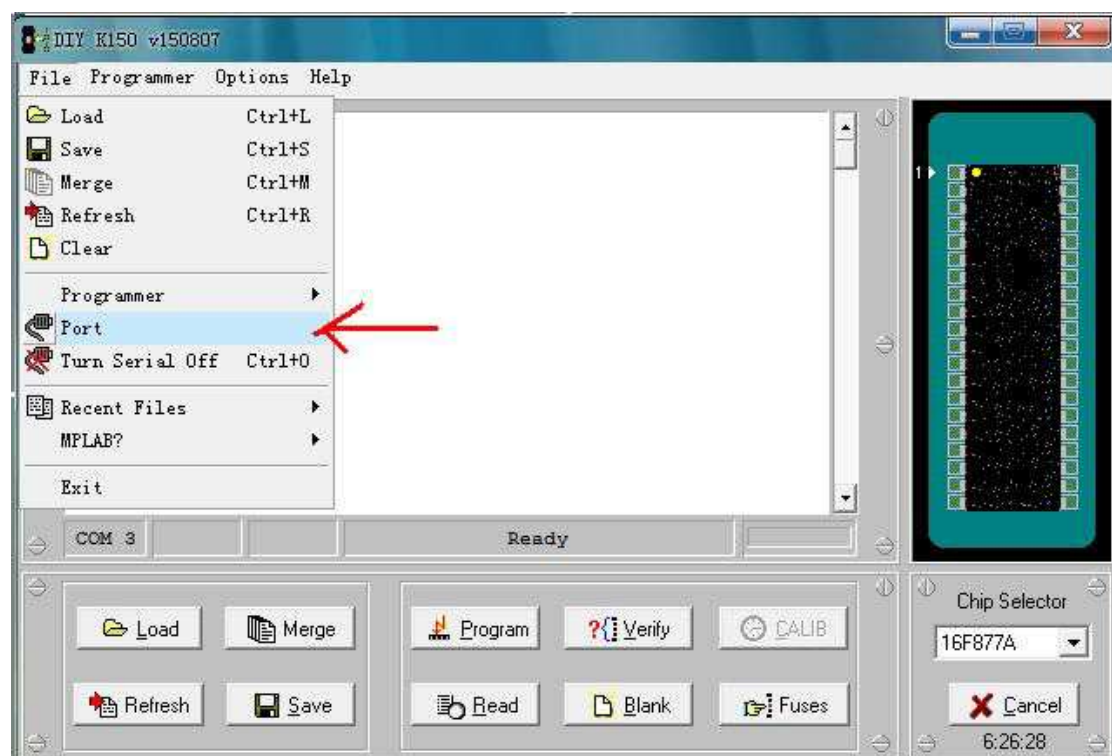 DIY K150 v150807
File Programmer Options Help
Load Ctrl+L
Save Ctrl+S
Merge Ctrl+M
Refresh Ctrl+R
Clear
Programmer
Port
Turn Serial Off Ctrl+O
Recent Files
MPLAB?
Exit
1
COM 3 Ready
Load Merge Program ?{ Verify CALIB
Refresh Save Read Blank Fuses
Chip Selector
16F877A
Cancel
6:26:28